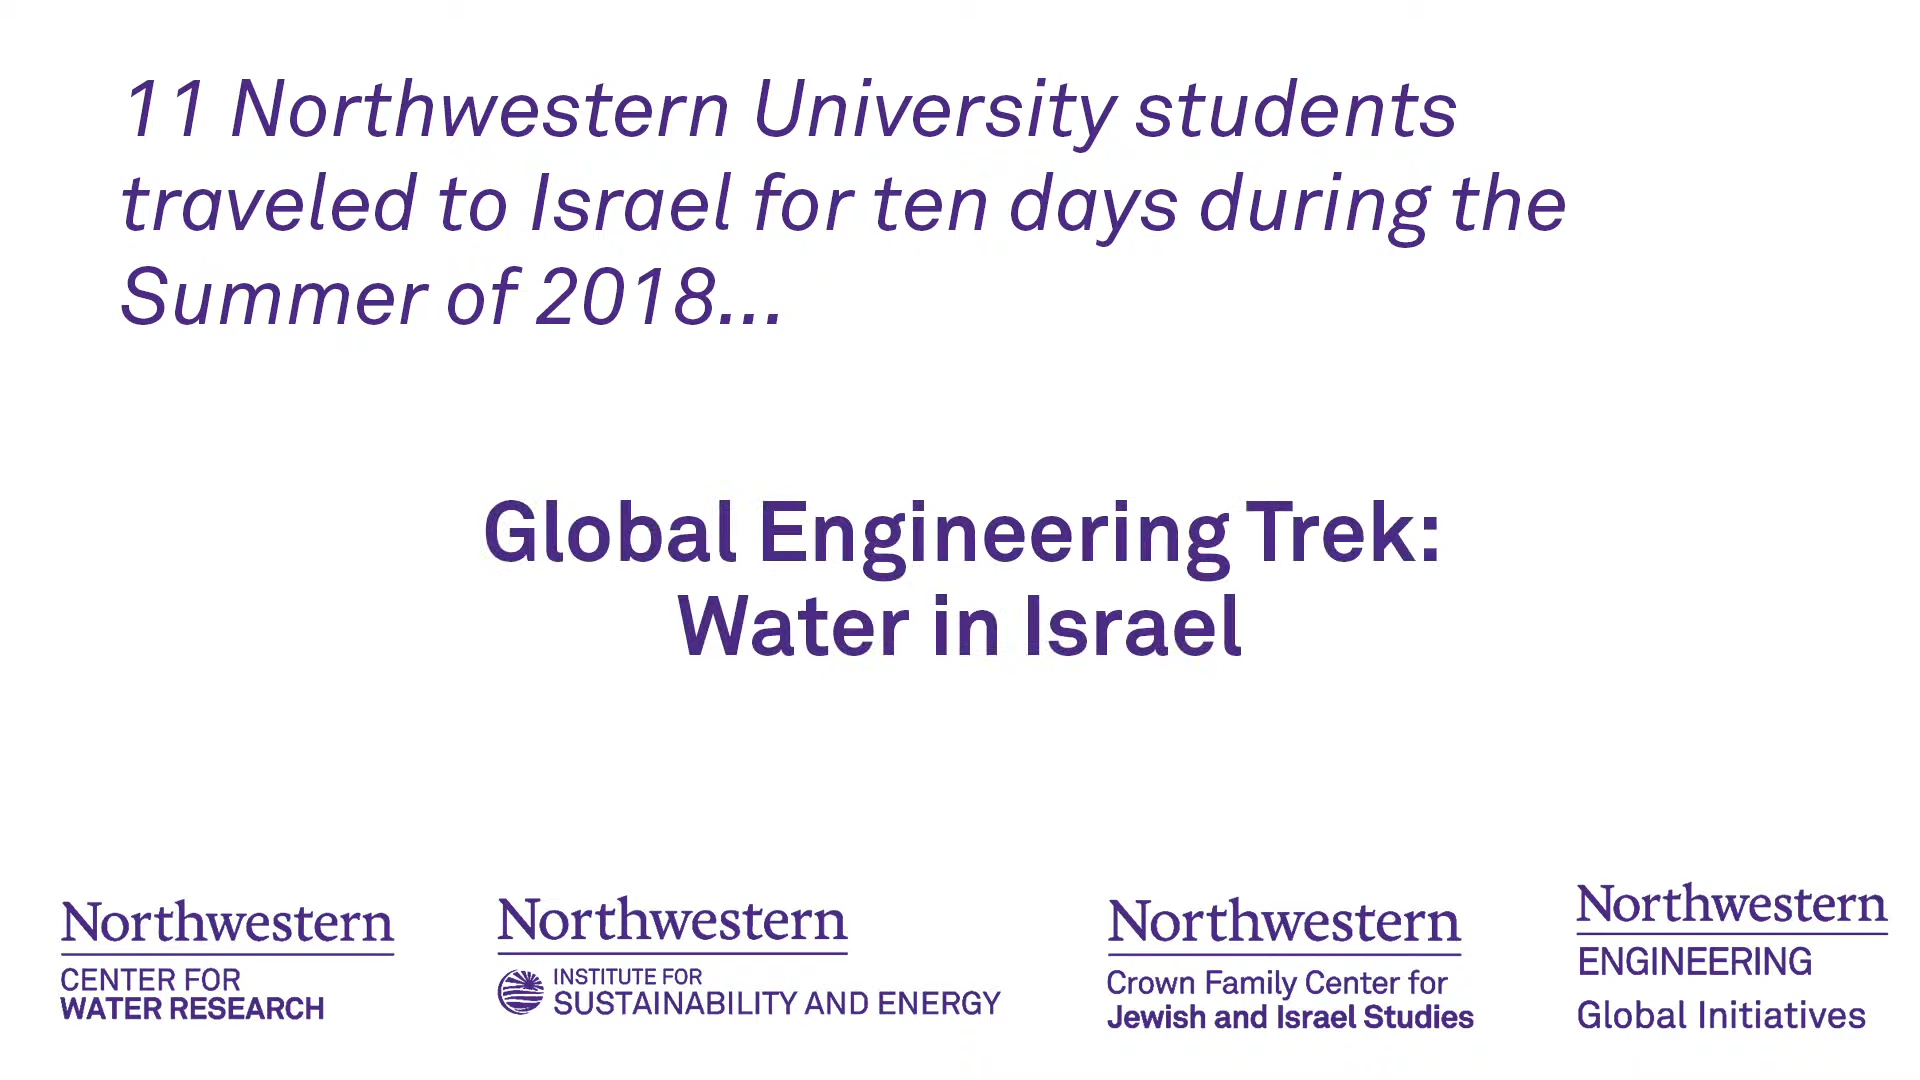 11 Northwestern University students
traveled to Israel for ten days during the
Summer of 2018...
Global Engineering Trek:
Water in Israel
Northwestern
CENTER FOR
WATER RESEARCH
Northwestern
INSTITUTE FOR
SUSTAINABILITY AND ENERGY
Northwestern
Crown Family Center for
Jewish and Israel Studies
Northwestern
ENGINEERING
Global Initiatives